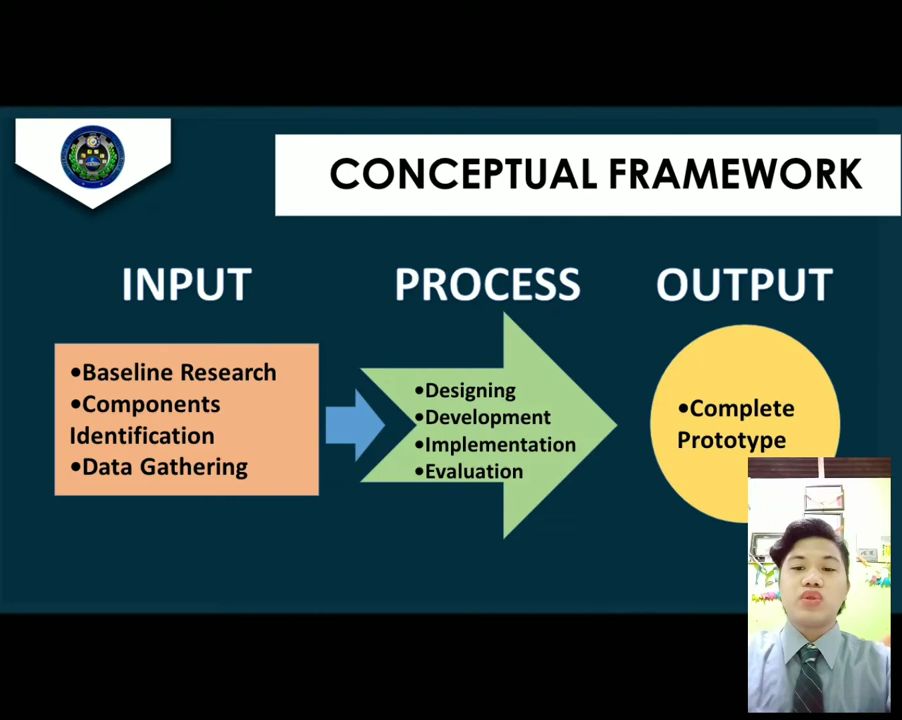 CONCEPTUAL FRAMEWORK
INPUT
PROCESS
OUTPUT
•Baseline Research
•Components
Identification
•Data Gathering
•Designing
•Development
•Implementation
•Evaluation
•Complete
Prototype